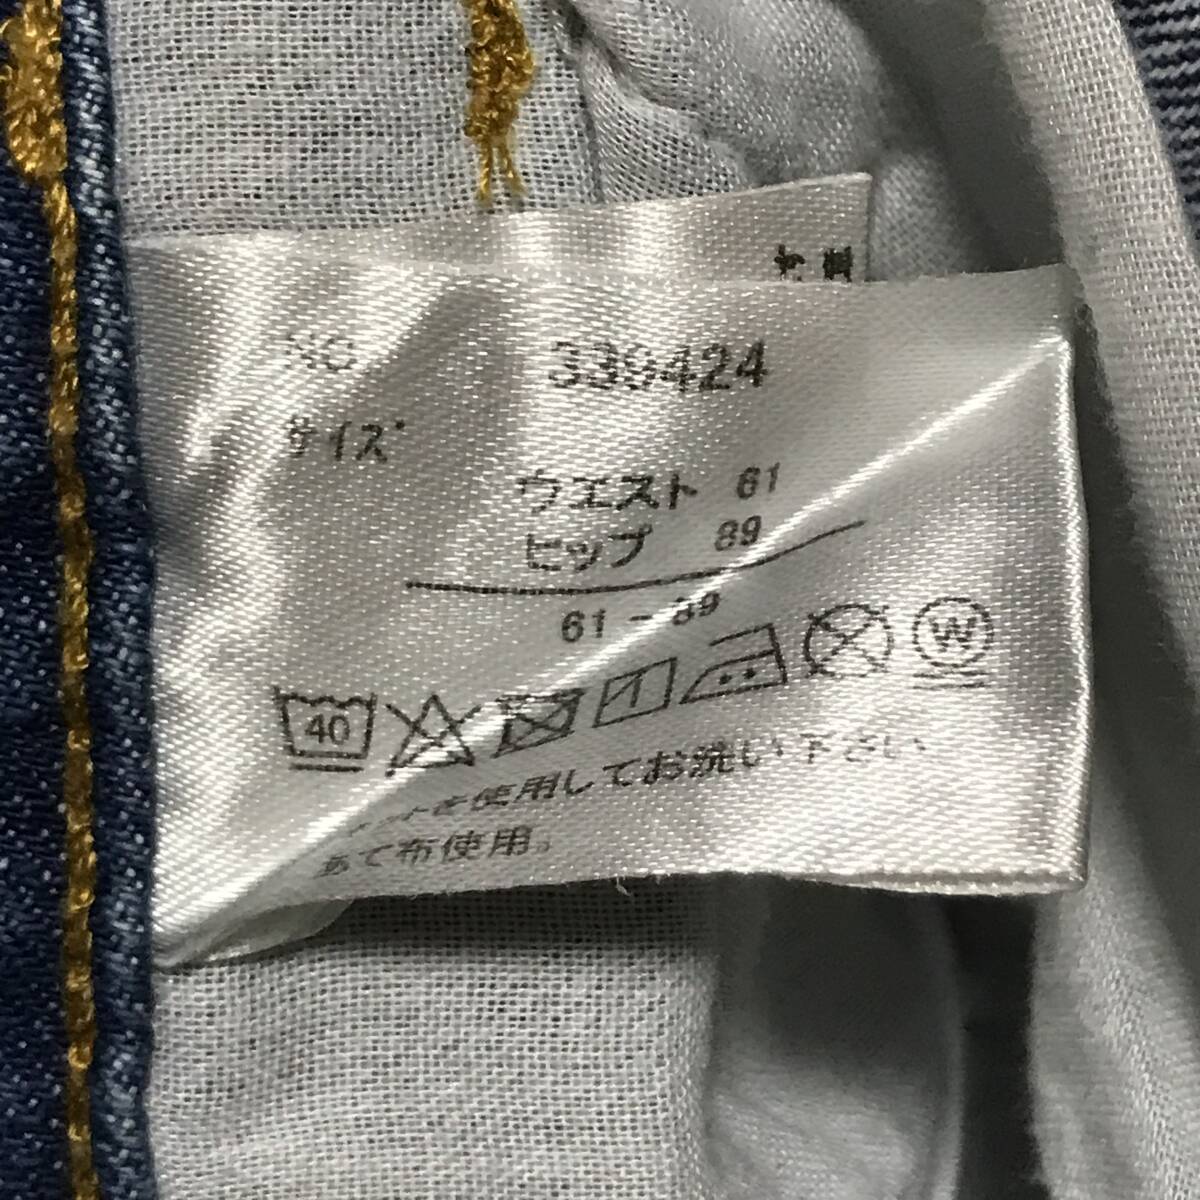 NO. 339424
サイズ
ウエスト 61
ヒップ 89
61-89
40 W
を使用してお洗い下さい
あて布使用。